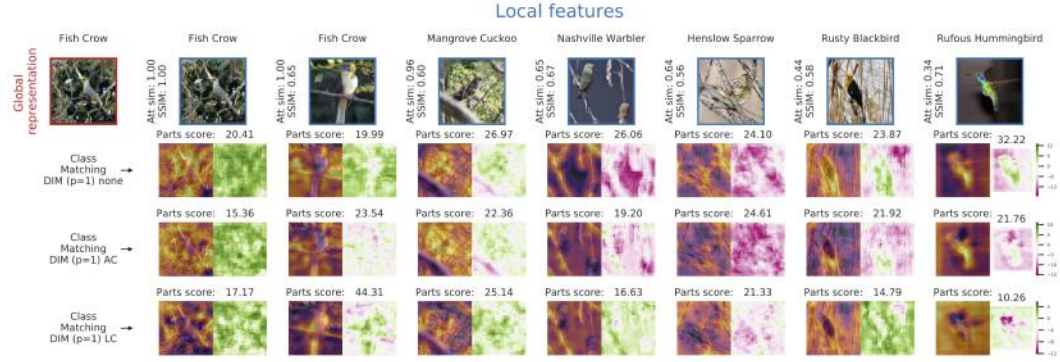 Local features
Global representation
Fish Crow
Fish Crow
Fish Crow
Mangrove Cuckoo
Nashville Warbler
Henslow Sparrow
Rusty Blackbird
Rufous Hummingbird
Att sim: 1.00
SSIM: 1.00
Att sim: 1.00
SSIM: 0.65
Att sim: 0.96
SSIM: 0.60
Att sim: 0.65
SSIM: 0.67
Att sim: 0.64
SSIM: 0.56
Att sim: 0.44
SSIM: 0.58
Att sim: 0.34
SSIM: 0.71
Class
Matching
DIM (p=1) none
Parts score: 20.41
Parts score: 19.99
Parts score: 26.97
Parts score: 26.06
Parts score: 24.10
Parts score: 23.87
Parts score: 32.22
Class
Matching
DIM (p=1) AC
Parts score: 15.36
Parts score: 23.54
Parts score: 22.36
Parts score: 19.20
Parts score: 24.61
Parts score: 21.92
Parts score: 21.76
Class
Matching
DIM (p=1) LC
Parts score: 17.17
Parts score: 44.31
Parts score: 25.14
Parts score: 16.63
Parts score: 21.33
Parts score: 14.79
Parts score: 10.26